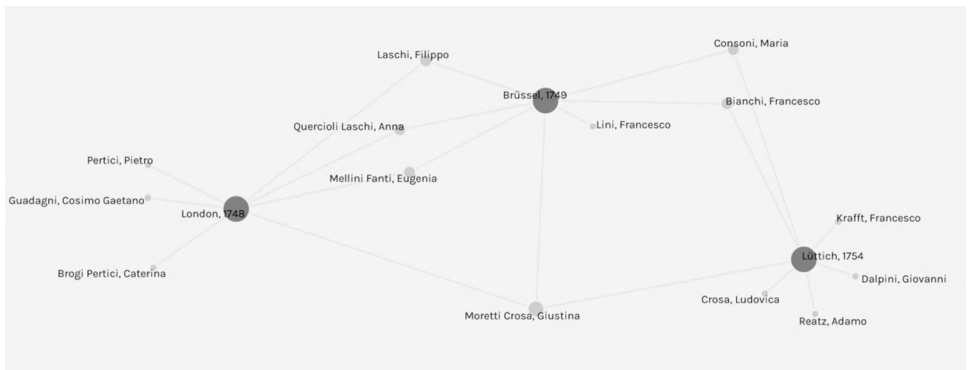 Consoni, Maria
Laschi, Filippo
Brüssel, 1749
Bianchi, Francesco
Quercioli Laschi, Anna
Lini, Francesco
Pertici, Pietro
Mellini Fanti, Eugenia
Guadagni, Cosimo Gaetano
London, 1748
Krafft, Francesco
Lüttich, 1754
Brogi Pertici, Caterina
Dalpini, Giovanni
Crosa, Ludovica
Moretti Crosa, Giustina
Reatz, Adamo